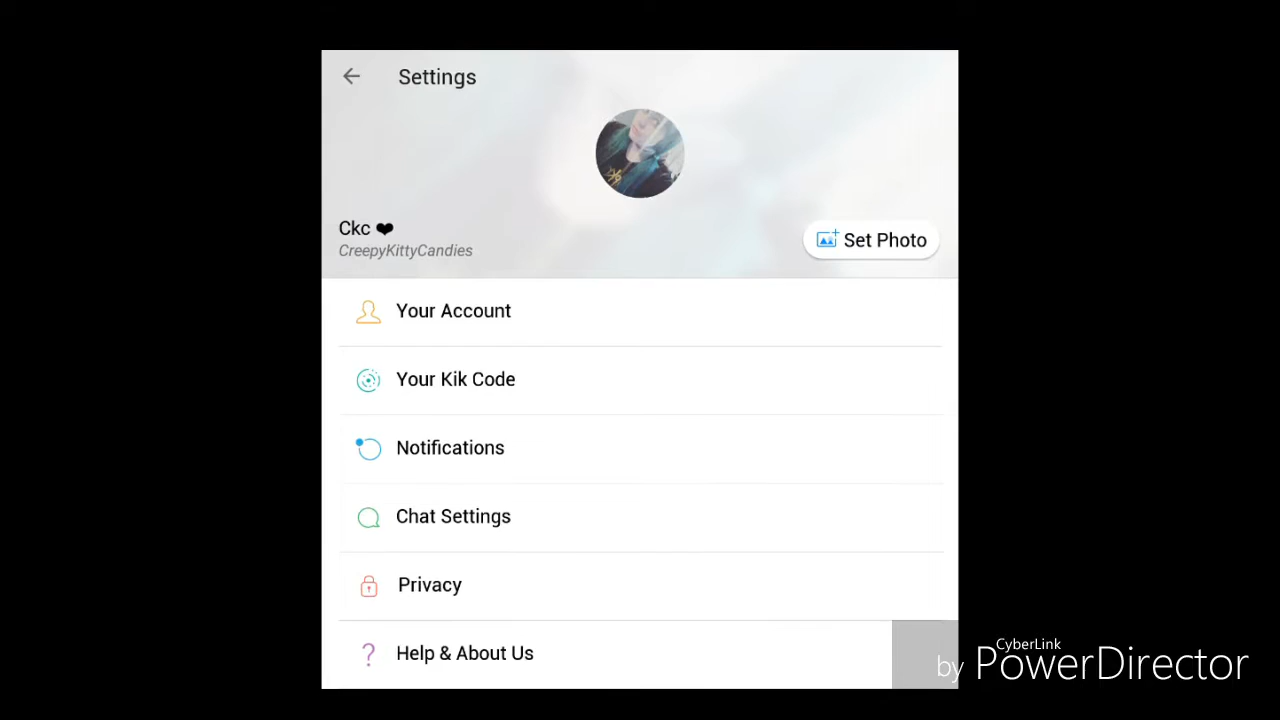 Settings
Ckc ❤
CreepyKittyCandies
Set Photo
Your Account
Your Kik Code
Notifications
Chat Settings
Privacy
Help & About Us
CyberLink
by PowerDirector